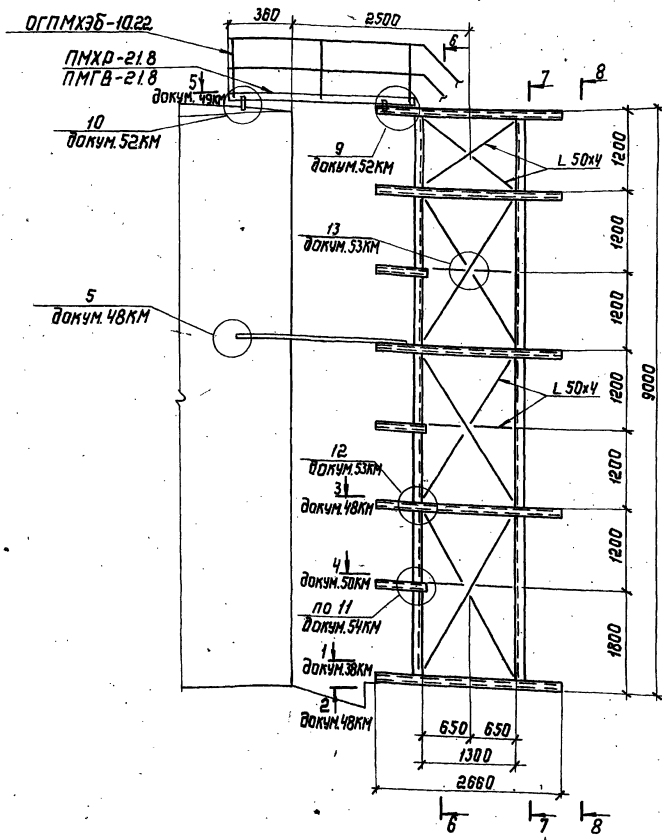 ОГПМХЭБ-10.22
360
2500
6
ПМХР-21.8
ПМГВ-21.8
5
докум. 49КМ
7
8
10
докум. 52КМ
9
докум. 52КМ
L 50x4
1200
13
докум. 53КМ
1200
5
докум. 48КМ
1200
1200
L 50x4
9000
12
докум. 53КМ
3
докум. 48КМ
1200
4
докум. 50КМ
1200
по 11
докум. 54КМ
1
докум. 38КМ
1800
2
докум. 48КМ
650
650
1300
2660
6
7
8